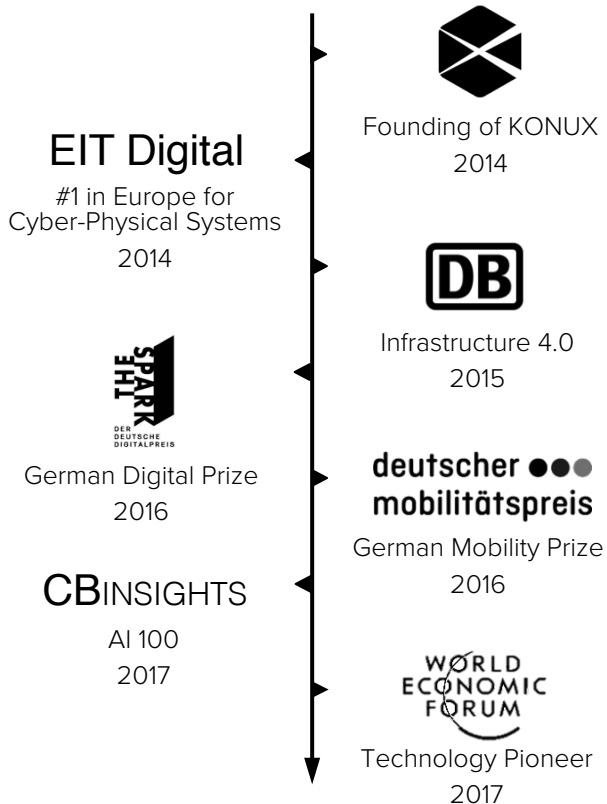 Founding of KONUX
2014
EIT Digital
#1 in Europe for
Cyber-Physical Systems
2014
DB
Infrastructure 4.0
2015
THE
SPARK
DER
DEUTSCHE
DIGITALPREIS
German Digital Prize
2016
deutscher
mobilitätspreis
German Mobility Prize
2016
CBINSIGHTS
AI 100
2017
WORLD
ECONOMIC
FORUM
Technology Pioneer
2017